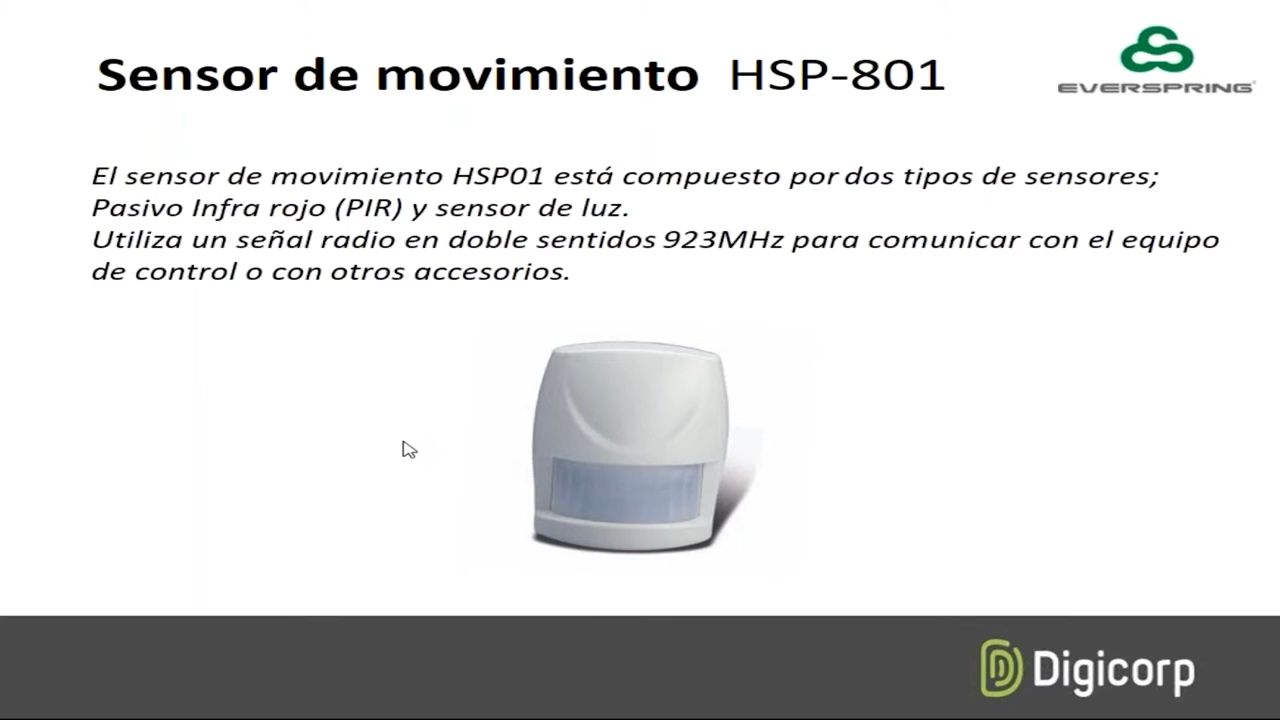 Sensor de movimiento HSP-801
EVERSPRING
El sensor de movimiento HSP01 está compuesto por dos tipos de sensores;
Pasivo Infra rojo (PIR) y sensor de luz.
Utiliza un señal radio en doble sentidos 923MHz para comunicar con el equipo
de control o con otros accesorios.
Digicorp